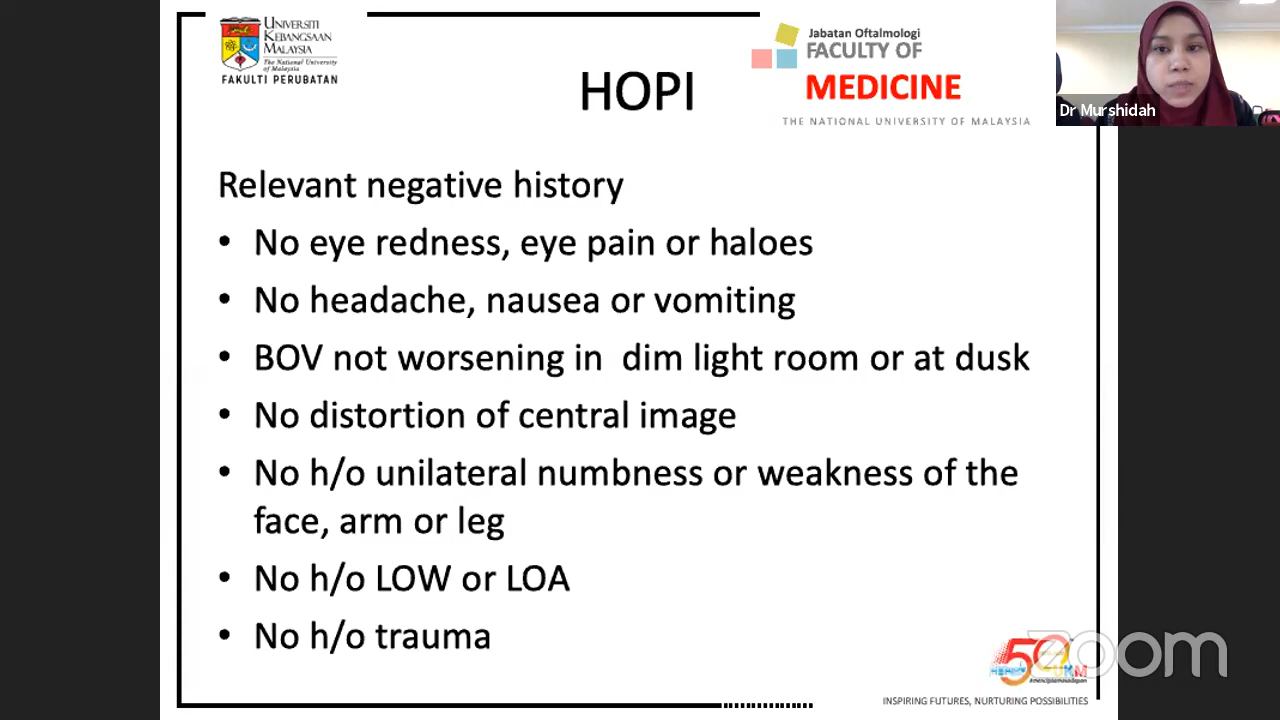 UNIVERSITI
KEBANGSAAN
MALAYSIA
The National University
of Malaysia
FAKULTI PERUBATAN
HOPI
Jabatan Oftalmologi
FACULTY OF
MEDICINE
THE NATIONAL UNIVERSITY OF MALAYSIA
Dr Murshidah
Relevant negative history
• No eye redness, eye pain or haloes
• No headache, nausea or vomiting
• BOV not worsening in dim light room or at dusk
• No distortion of central image
• No h/o unilateral numbness or weakness of the
face, arm or leg
• No h/o LOW or LOA
• No h/o trauma
50
UKM
zoom
INSPIRING FUTURES, NURTURING POSSIBILITIES